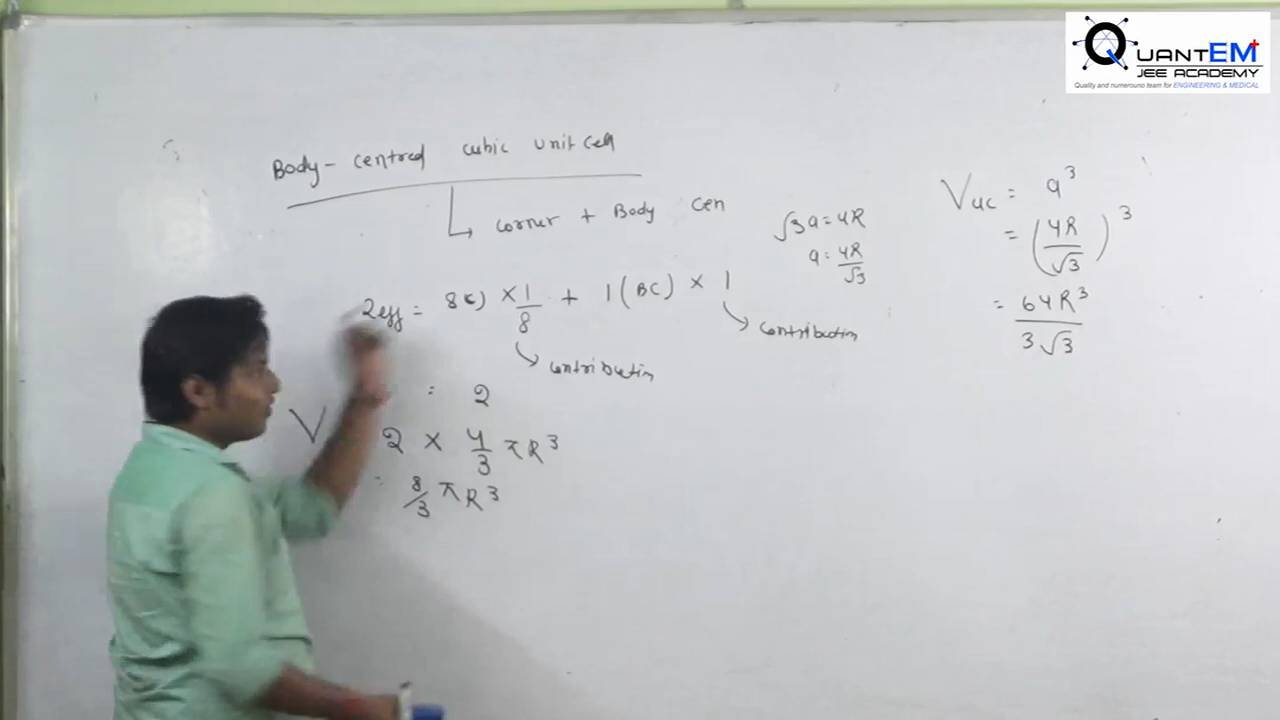 QUANTEM+
JEE ACADEMY
Quality and numerouno team for ENGINEERING & MEDICAL
Body-centred cubic unit cell
corner + Body cen
√3a=4R
a=4R/√3
Zeff = 8(c) × 1/8 + 1(BC) × 1
contribution
contribution
= 2
V 2 × 4/3 πR³
= 8/3 πR³
Vuc = a³
= (4R/√3)³
= 64R³/3√3